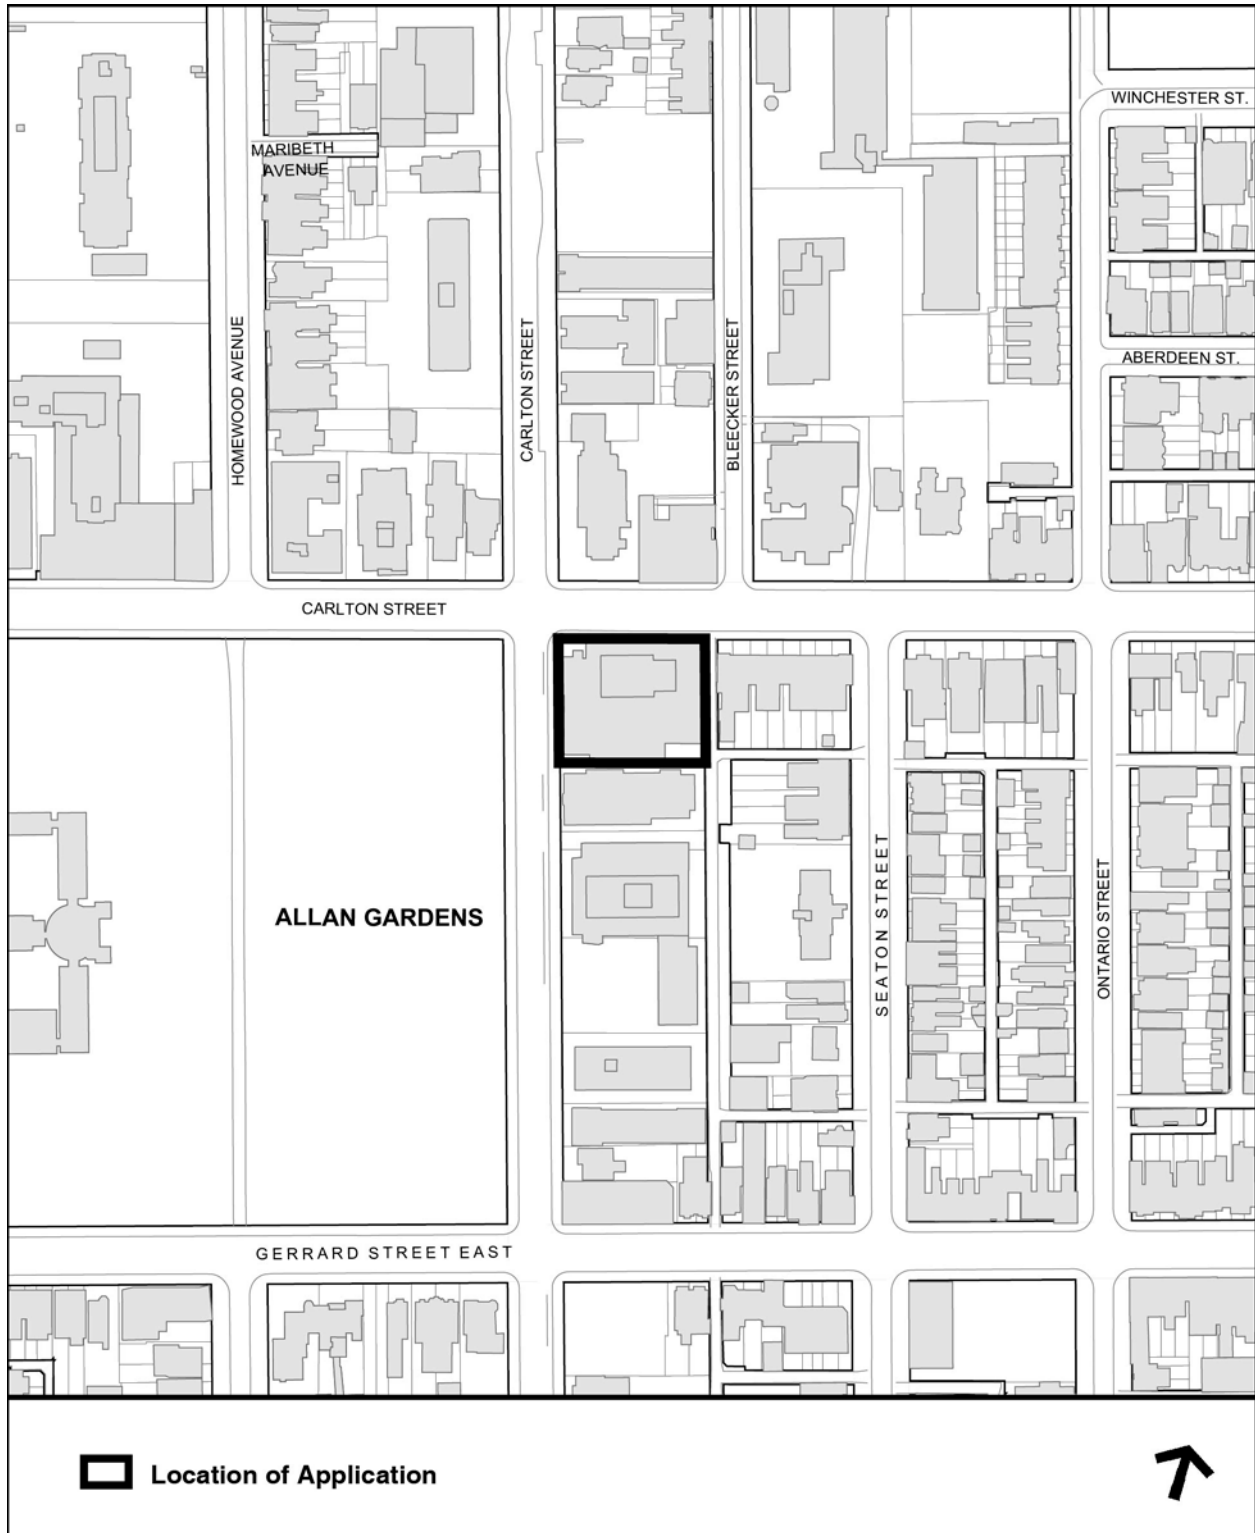 WINCHESTER ST.
MARIBETH
AVENUE
HOMEWOOD AVENUE
CARLTON STREET
BLEECKER STREET
ABERDEEN ST.
CARLTON STREET
ALLAN GARDENS
SEATON STREET
ONTARIO STREET
GERRARD STREET EAST
Location of Application